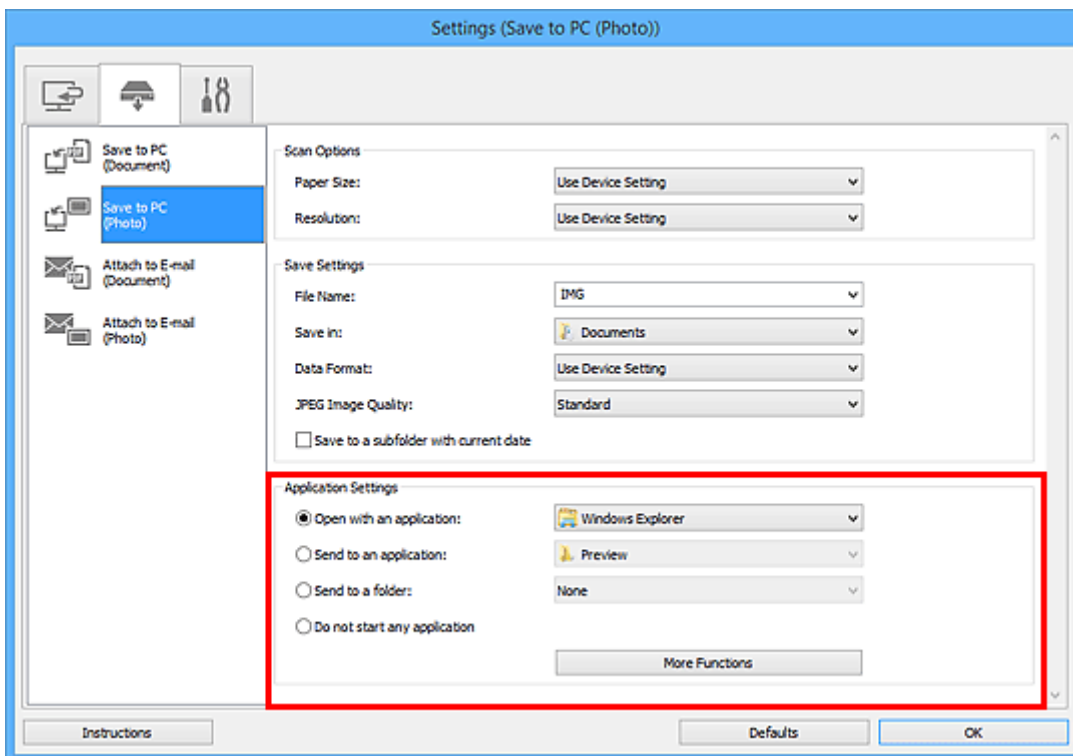 Settings (Save to PC (Photo))
Save to PC
(Document)
Save to PC
(Photo)
Attach to E-mail
(Document)
Attach to E-mail
(Photo)
Scan Options
Paper Size: Use Device Setting
Resolution: Use Device Setting
Save Settings
File Name: IMG
Save in: Documents
Data Format: Use Device Setting
JPEG Image Quality: Standard
Save to a subfolder with current date
Application Settings
Open with an application: Windows Explorer
Send to an application: Preview
Send to a folder: None
Do not start any application
More Functions
Instructions Defaults OK